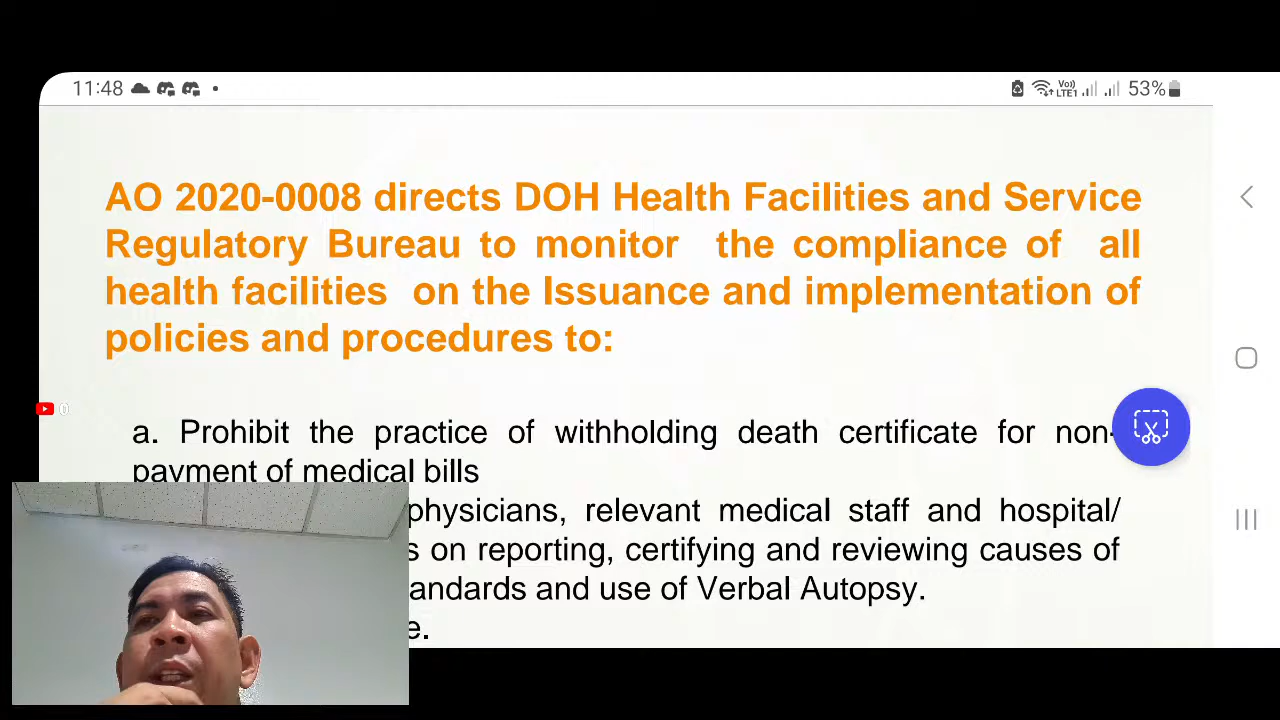 11:48
Vo))
LTE1
53%
AO 2020-0008 directs DOH Health Facilities and Service
Regulatory Bureau to monitor the compliance of all
health facilities on the Issuance and implementation of
policies and procedures to:
0
a. Prohibit the practice of withholding death certificate for non-
payment of medical bills
physicians, relevant medical staff and hospital/
s on reporting, certifying and reviewing causes of
andards and use of Verbal Autopsy.
e.